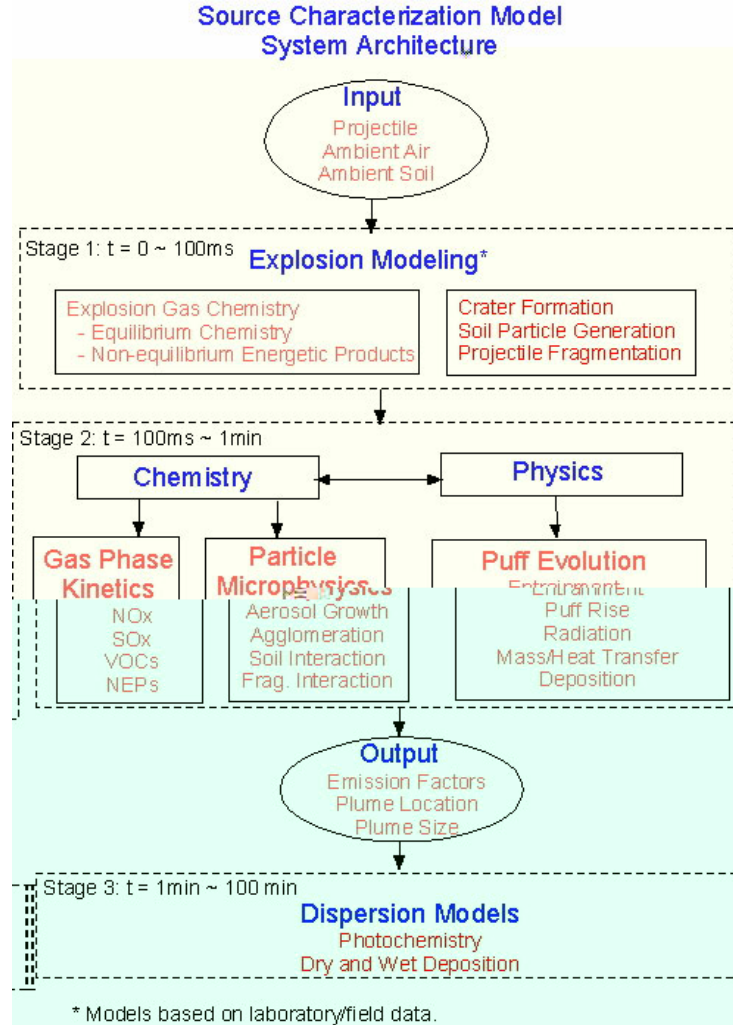 Source Characterization Model
System Architecture
Input
Projectile
Ambient Air
Ambient Soil
Stage 1: t = 0 ~ 100ms
Explosion Modeling*
Explosion Gas Chemistry
- Equilibrium Chemistry
- Non-equilibrium Energetic Products
Crater Formation
Soil Particle Generation
Projectile Fragmentation
Stage 2: t = 100ms ~ 1min
Chemistry
Physics
Gas Phase
Kinetics
NOx
SOx
VOCs
NEPs
Particle
Microphysics
Aerosol Growth
Agglomeration
Soil Interaction
Frag. Interaction
Puff Evolution
Entrainment
Puff Rise
Radiation
Mass/Heat Transfer
Deposition
Output
Emission Factors
Plume Location
Plume Size
Stage 3: t = 1min ~ 100 min
Dispersion Models
Photochemistry
Dry and Wet Deposition
* Models based on laboratory/field data.